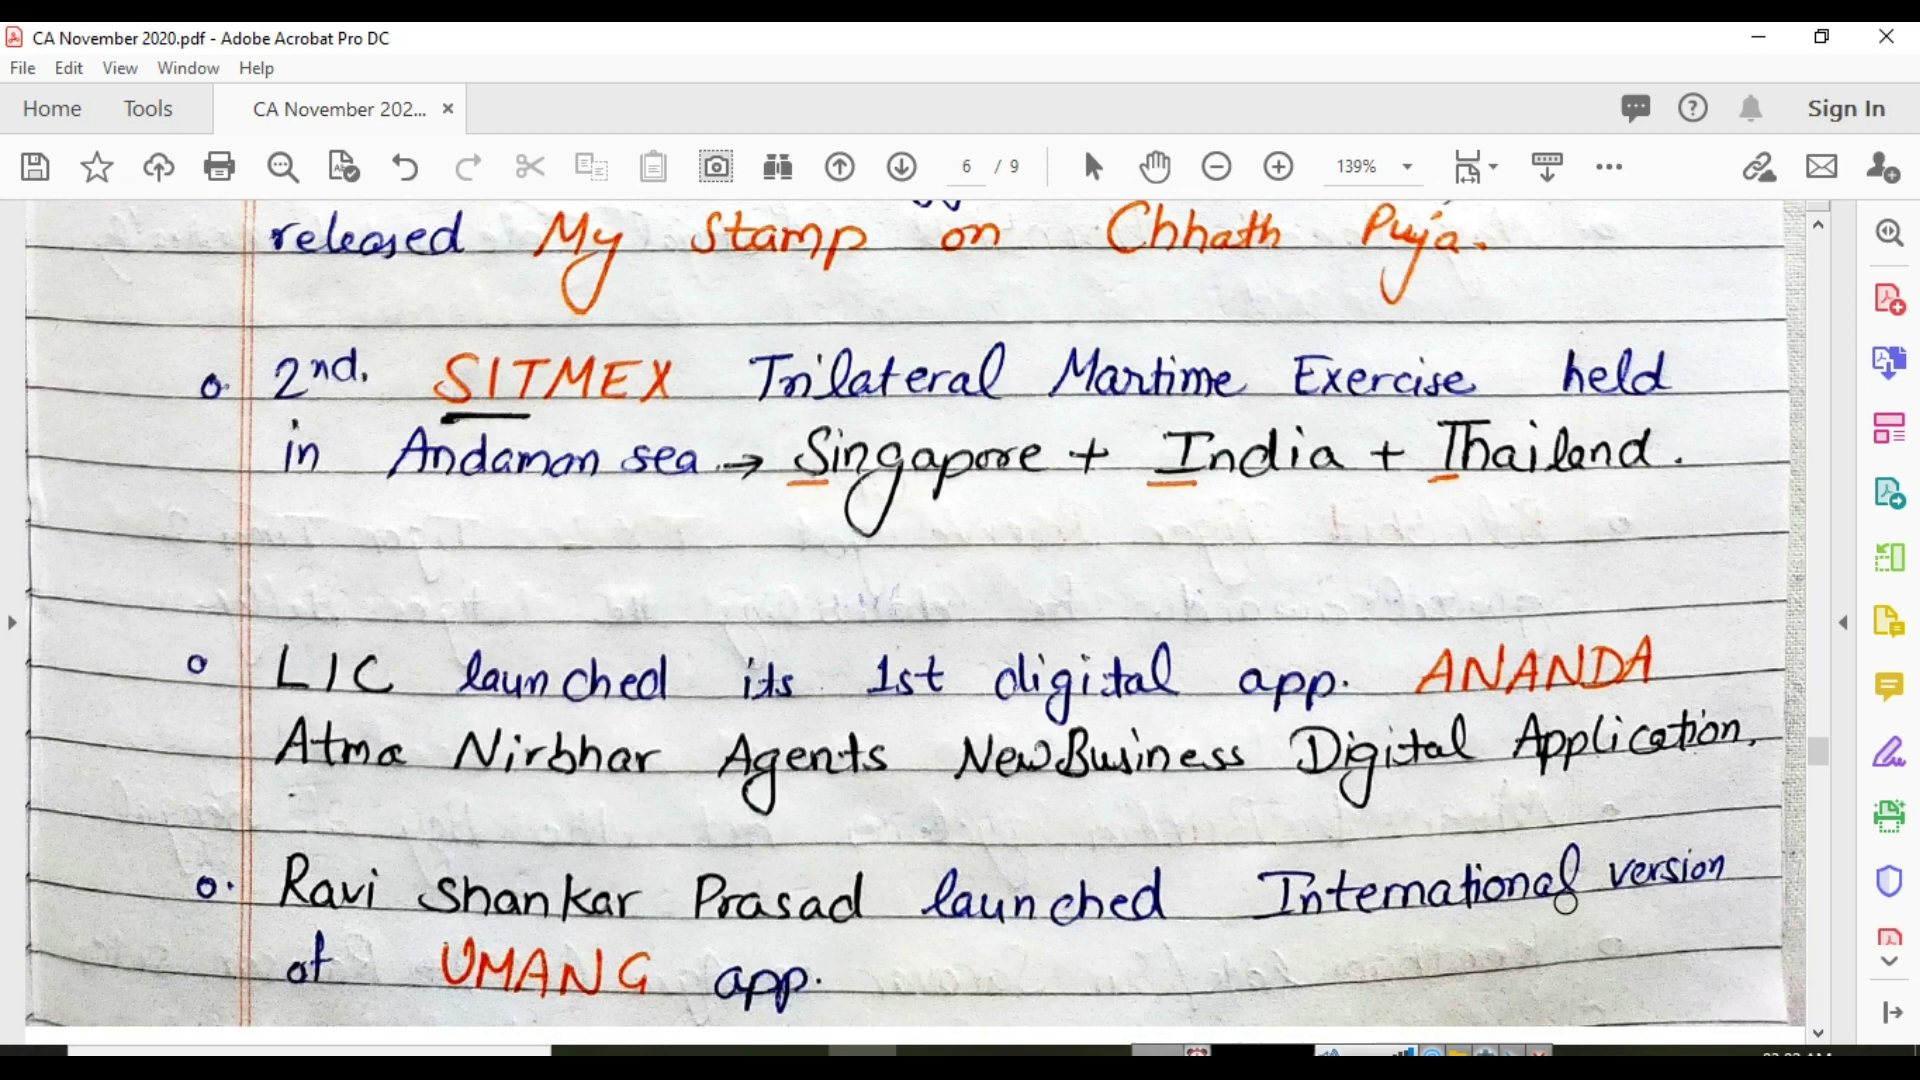 CA November 2020.pdf - Adobe Acrobat Pro DC
File Edit View Window Help
Home Tools CA November 202... × Sign In
6 / 9 139%
released My Stamp on Chhath Puja.
o. 2nd. SITMEX Trilateral Martime Exercise held
in Andaman sea → Singapore + India + Thailand.
o LIC launched its 1st digital app. ANANDA
Atma Nirbhar Agents New Business Digital Application.
o. Ravi Shankar Prasad launched International version
of UMANG app.